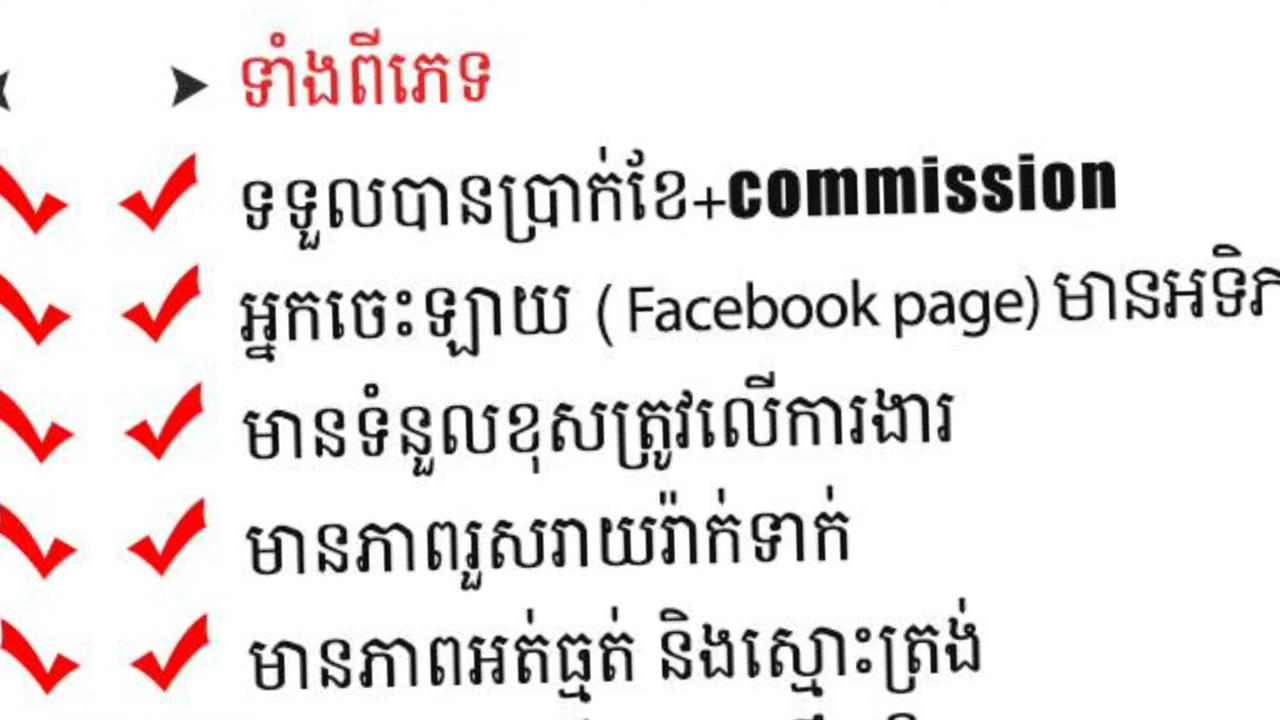 ទាំងពីភេទ
ទទួលបានប្រាក់ខែ+commission
អ្នកចេះឡាយ ( Facebook page) មាន
មានទំនួលខុសត្រូវលើការងារ
មានភាពរួសរាយរ៉ាក់ទាក់
មានភាពអត់ធ្មត់ និងស្មោះត្រង់